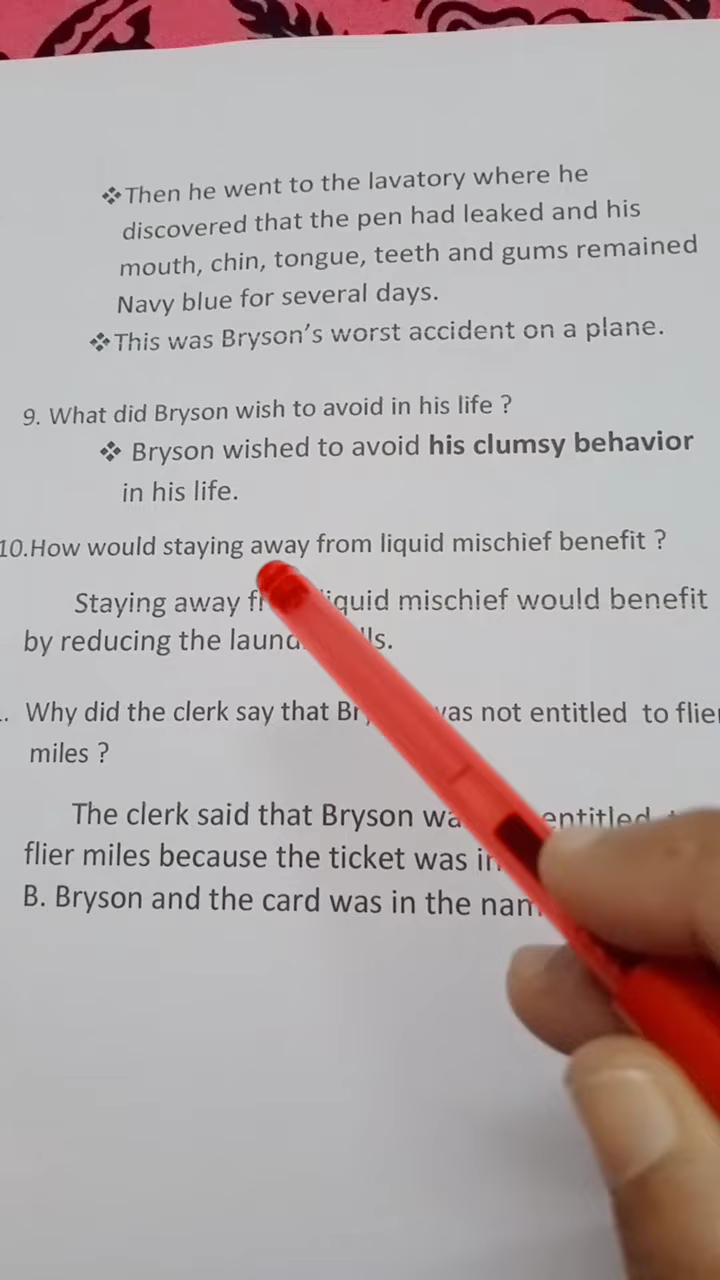 ❖Then he went to the lavatory where he
discovered that the pen had leaked and his
mouth, chin, tongue, teeth and gums remained
Navy blue for several days.
❖This was Bryson's worst accident on a plane.
9. What did Bryson wish to avoid in his life ?
❖ Bryson wished to avoid his clumsy behavior
in his life.
10.How would staying away from liquid mischief benefit ?
Staying away liquid mischief would benefit
by reducing the
. Why did the clerk say that was not entitled to
miles ?
The clerk said that Bryson entitled
flier miles because the ticket was
B. Bryson and the card was in the